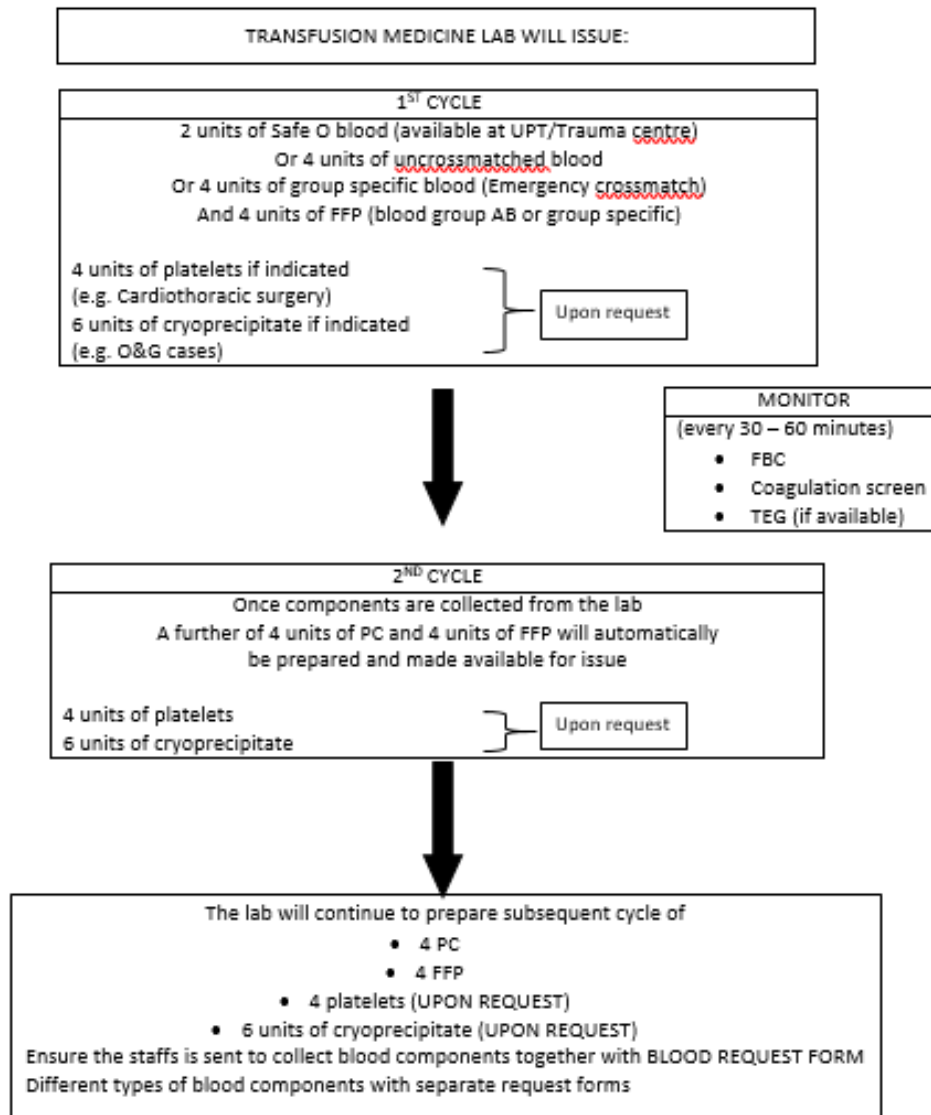 TRANSFUSION MEDICINE LAB WILL ISSUE:
1ST CYCLE
2 units of Safe O blood (available at UPT/Trauma centre)
Or 4 units of uncrossmatched blood
Or 4 units of group specific blood (Emergency crossmatch)
And 4 units of FFP (blood group AB or group specific)
4 units of platelets if indicated
(e.g. Cardiothoracic surgery)
6 units of cryoprecipitate if indicated
(e.g. O&G cases)
Upon request
MONITOR
(every 30 – 60 minutes)
• FBC
• Coagulation screen
• TEG (if available)
2ND CYCLE
Once components are collected from the lab
A further of 4 units of PC and 4 units of FFP will automatically
be prepared and made available for issue
4 units of platelets
6 units of cryoprecipitate
Upon request
The lab will continue to prepare subsequent cycle of
• 4 PC
• 4 FFP
• 4 platelets (UPON REQUEST)
• 6 units of cryoprecipitate (UPON REQUEST)
Ensure the staffs is sent to collect blood components together with BLOOD REQUEST FORM
Different types of blood components with separate request forms